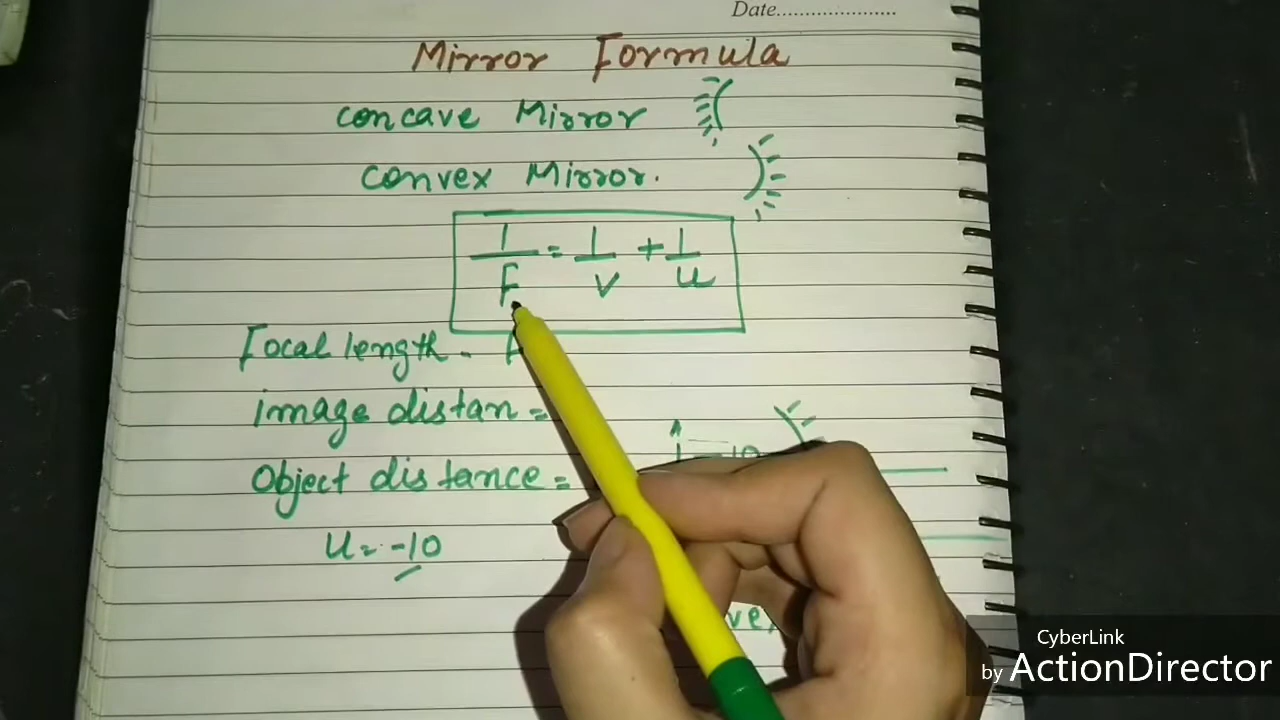 Date.....................
Mirror Formula
concave Mirror
convex Mirror.
1/F = 1/v + 1/u
Focal length -
image distan =
Object distance =
10
u = -10
CyberLink
by ActionDirector